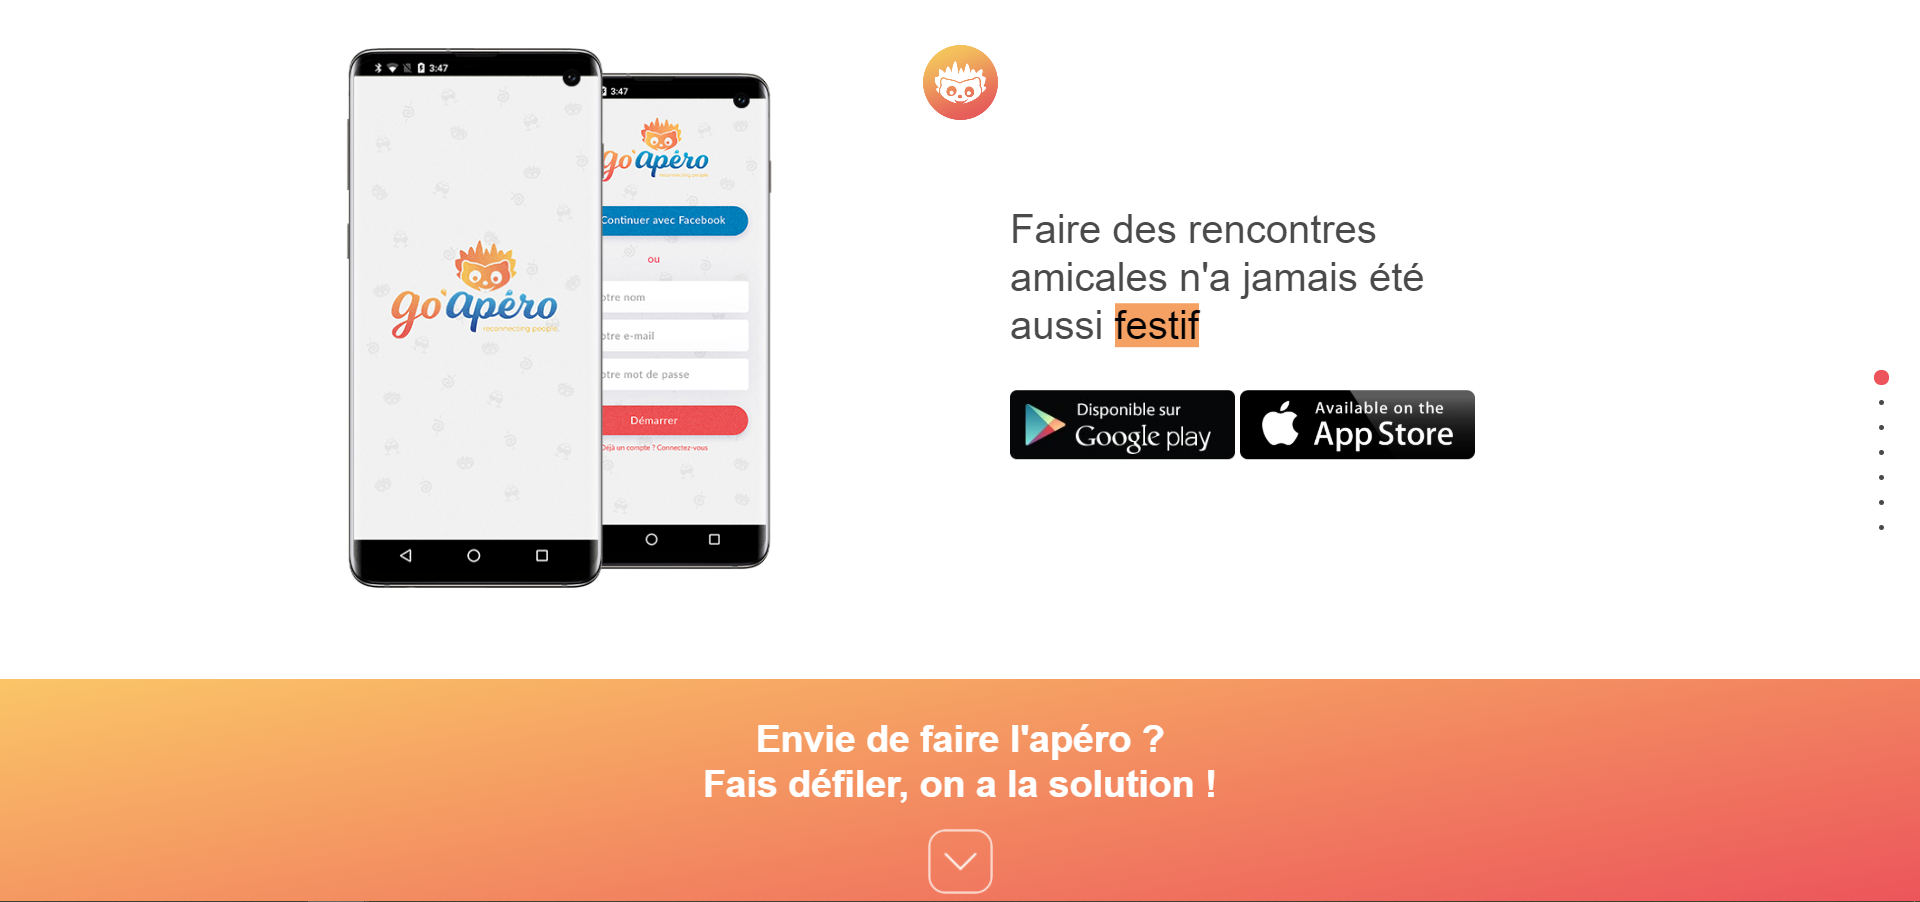 3:47
go'apéro
reconnecting people
3:47
go'apéro
reconnecting people
Continuer avec Facebook
ou
otre nom
otre e-mail
otre mot de passe
Démarrer
Déjà un compte ? Connectez-vous
Faire des rencontres
amicales n'a jamais été
aussi festif
Disponible sur
Google play
Available on the
App Store
Envie de faire l'apéro ?
Fais défiler, on a la solution !